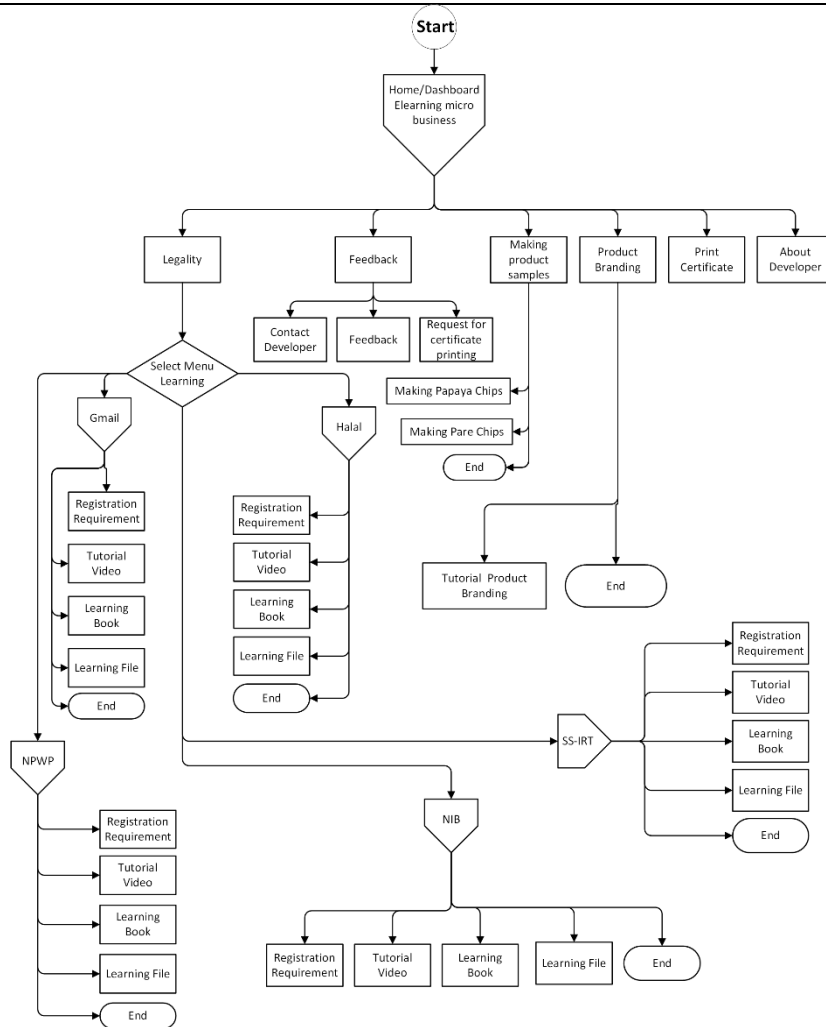 Start
Home/Dashboard
Elearning micro
business
Legality
Feedback
Making
product
samples
Product
Branding
Print
Certificate
About
Developer
Contact
Developer
Feedback
Request for
certificate
printing
Select Menu
Learning
Gmail
Halal
Making Papaya Chips
Making Pare Chips
End
Registration
Requirement
Tutorial
Video
Learning
Book
Learning File
End
Registration
Requirement
Tutorial
Video
Learning
Book
Learning File
End
Tutorial Product
Branding
End
SS-IRT
Registration
Requirement
Tutorial
Video
Learning
Book
Learning File
End
NPWP
Registration
Requirement
Tutorial
Video
Learning
Book
Learning File
End
NIB
Registration
Requirement
Tutorial
Video
Learning
Book
Learning File
End